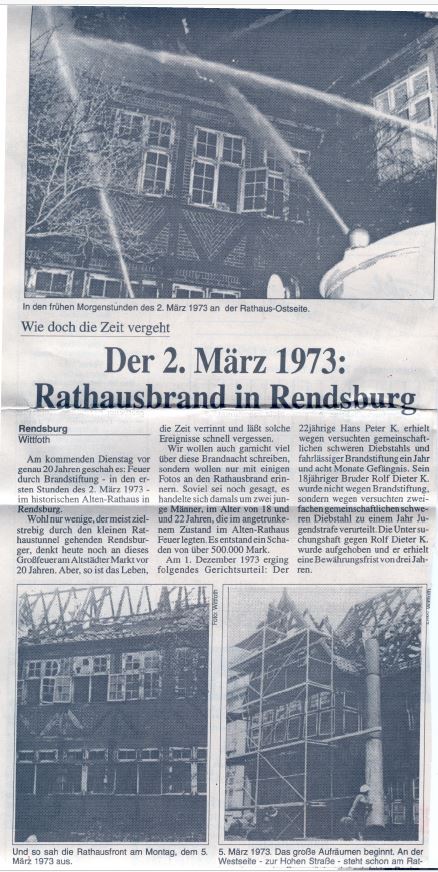 In den frühen Morgenstunden des 2. März 1973 an der Rathaus-Ostseite.
Wie doch die Zeit vergeht
Der 2. März 1973:
Rathausbrand in Rendsburg
Rendsburg
Wittfoth
Am kommenden Dienstag vor
genau 20 Jahren geschah es: Feuer
durch Brandstiftung - in den er-
sten Stunden des 2. März 1973 -
im historischen Alten-Rathaus in
Rendsburg.
Wohl nur wenige, der meist ziel-
strebig durch den kleinen Rat-
haustunnel gehenden Rendsbur-
ger, denkt heute noch an dieses
Großfeuer am Altstädter Markt vor
20 Jahren. Aber, so ist das Leben,
die Zeit verrinnt und läßt solche
Ereignisse schnell vergessen.
Wir wollen auch garnicht viel
über diese Brandnacht schreiben,
sondern wollen nur mit einigen
Fotos an den Rathausbrand erin-
nern. Soviel sei noch gesagt, es
handelte sich damals um zwei jun-
ge Männer, im Alter von 18 und
und 22 Jahren, die im angetrunke-
nem Zustand im Alten-Rathaus
Feuer legten. Es entstand ein Scha-
den von über 500.000 Mark.
Am 1. Dezember 1973 erging
folgendes Gerichtsurteil: Der
22jährige Hans Peter K. erhielt
wegen versuchten gemeinschaft-
lichen schweren Diebstahls und
fahrlässiger Brandstiftung ein Jahr
und acht Monate Gefängnis. Sein
18jähriger Bruder Rolf Dieter K.
wurde nicht wegen Brandstiftung,
sondern wegen versuchten zwei-
fachen gemeinschaftlichen schwe-
ren Diebstahl zu einem Jahr Ju-
gendstrafe verurteilt. Die Untersu-
chungshaft gegen Rolf Dieter K.
wurde aufgehoben und er erhielt
eine Bewährungsfrist von drei Jah-
ren.
Foto: Wittfoth
Foto: Wittfoth
Und so sah die Rathausfront am Montag, dem 5.
März 1973 aus.
5. März 1973. Das große Aufräumen beginnt. An der
Westseite - zur Hohen Straße - steht schon am Rat-